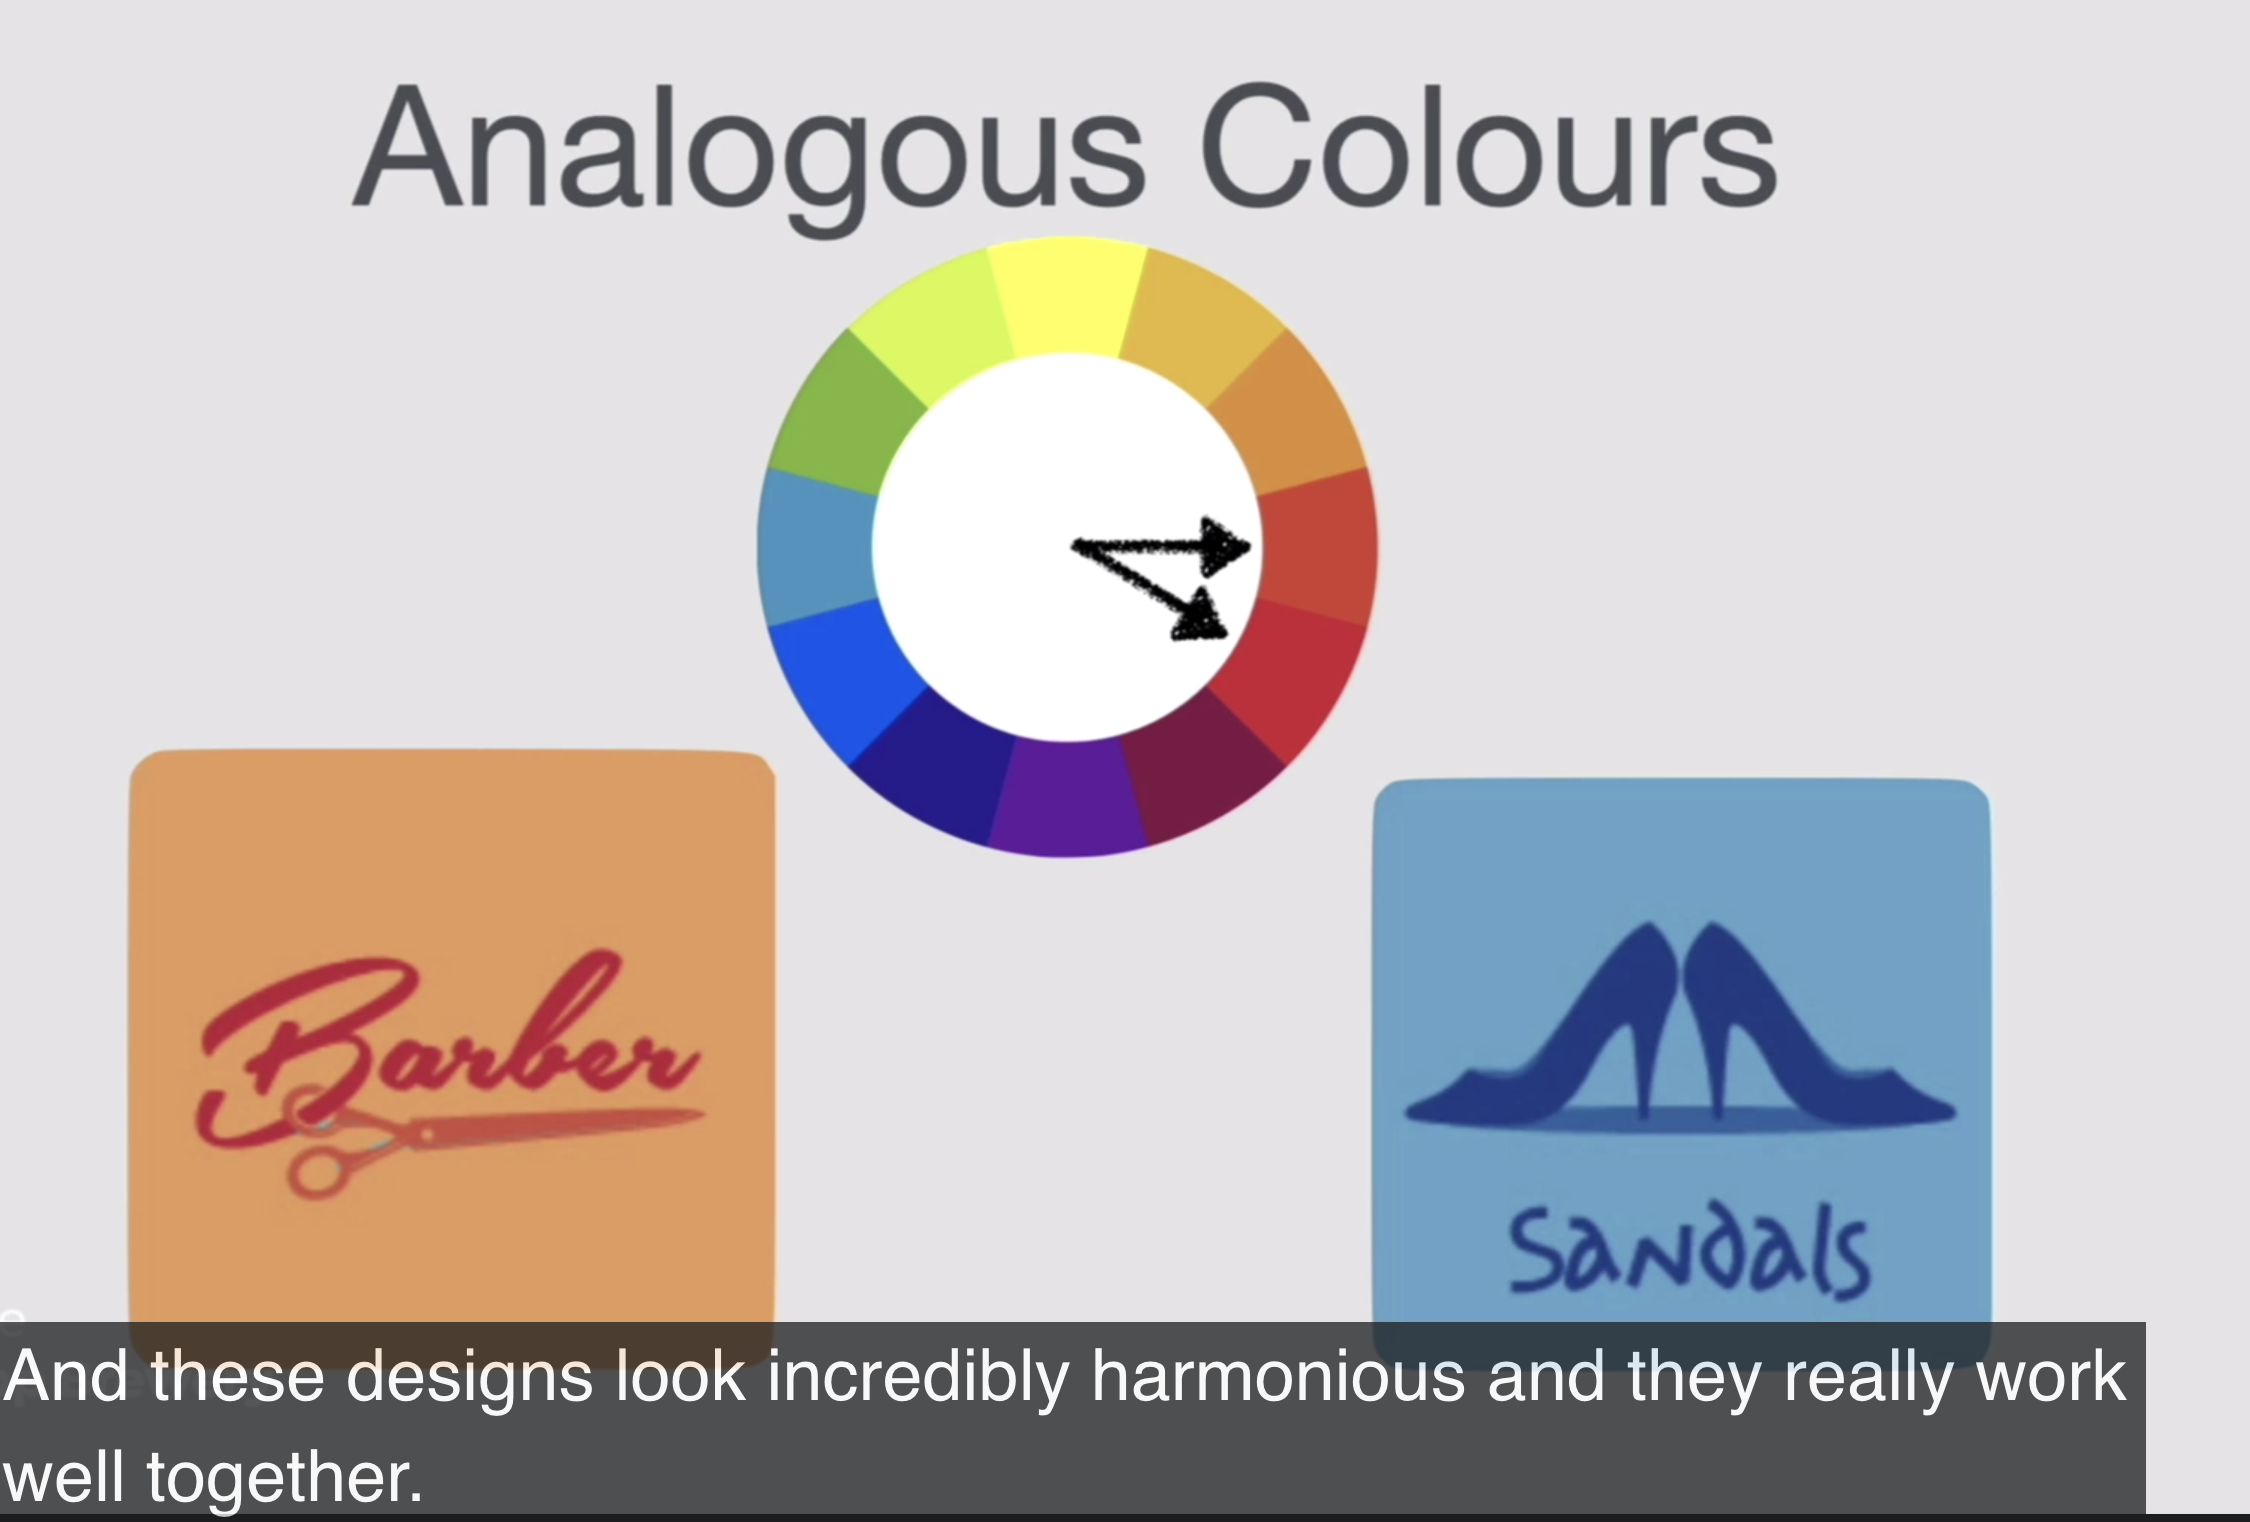 Analogous Colours
Barber
Sandals
And these designs look incredibly harmonious and they really work
well together.